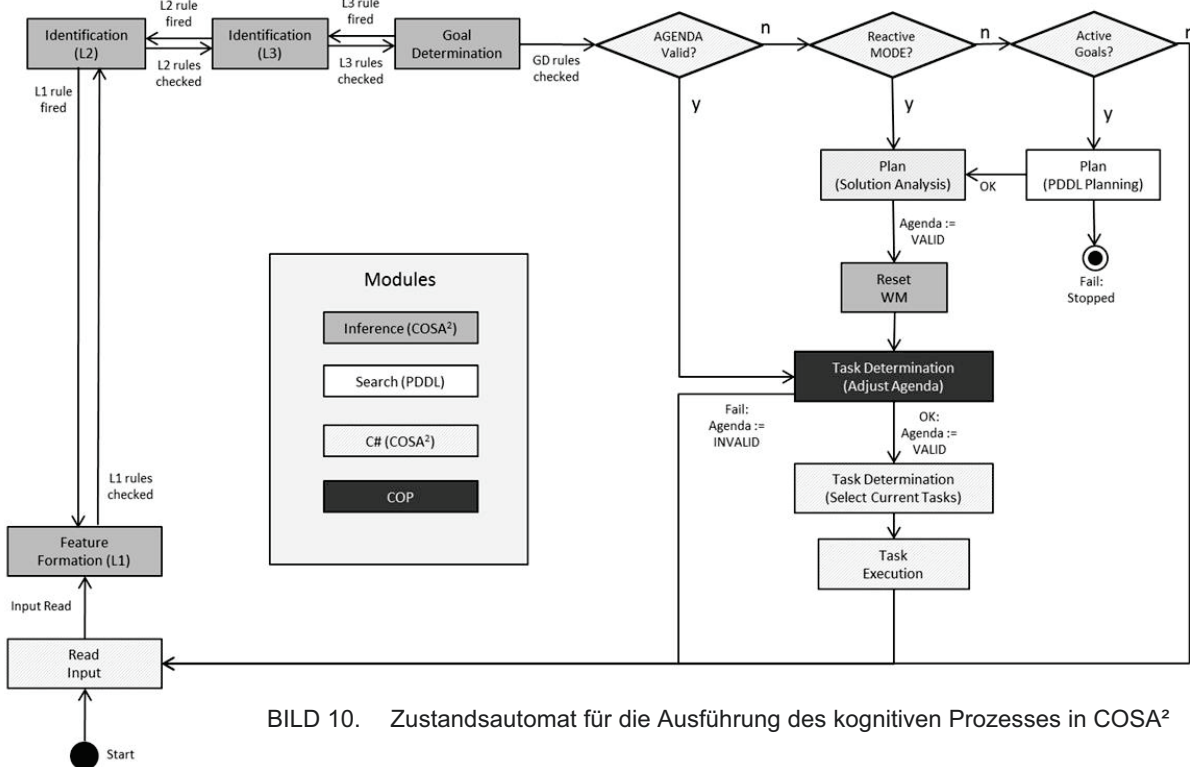 L2 rule
fired
L3 rule
fired
Identification
(L2)
Identification
(L3)
Goal
Determination
AGENDA
Valid?
n
Reactive
MODE?
n
Active
Goals?
n
L2 rules
checked
L3 rules
checked
GD rules
checked
L1 rule
fired
y
y
y
Plan
(Solution Analysis)
OK
Plan
(PDDL Planning)
Agenda :=
VALID
Fail:
Stopped
Reset
WM
Modules
Inference (COSA²)
Search (PDDL)
C# (COSA²)
COP
Task Determination
(Adjust Agenda)
Fail:
Agenda :=
INVALID
OK:
Agenda :=
VALID
L1 rules
checked
Task Determination
(Select Current Tasks)
Feature
Formation (L1)
Task
Execution
Input Read
Read
Input
Start
BILD 10. Zustandsautomat für die Ausführung des kognitiven Prozesses in COSA²